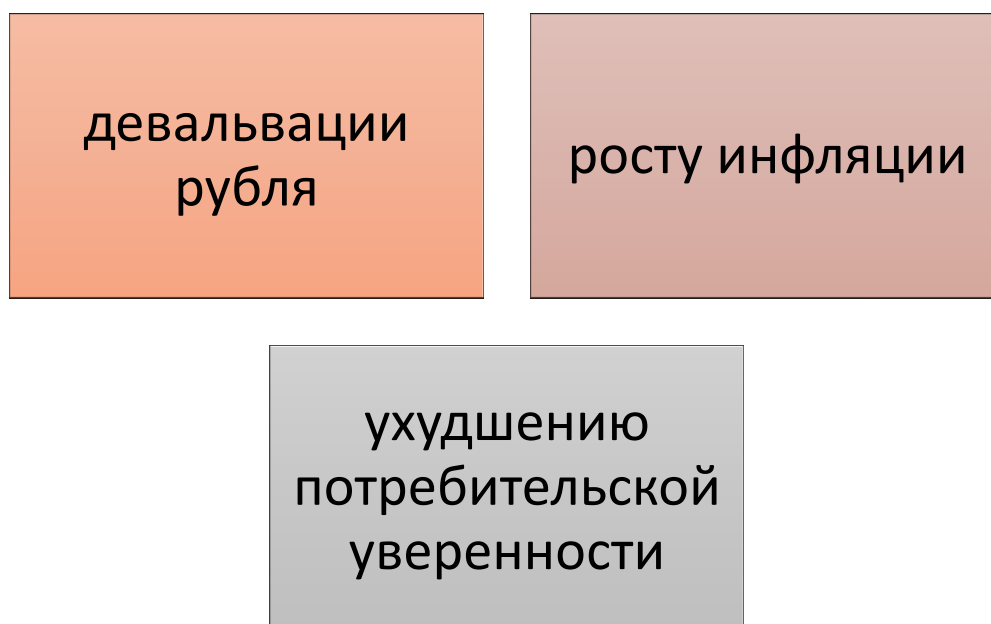 девальвации
рубля
росту инфляции
ухудшению
потребительской
уверенности